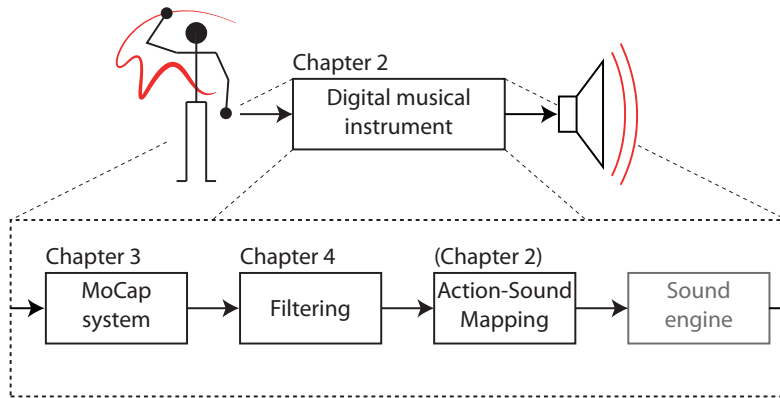 Chapter 2
Digital musical
instrument
Chapter 3
MoCap
system
Chapter 4
Filtering
(Chapter 2)
Action-Sound
Mapping
Sound
engine